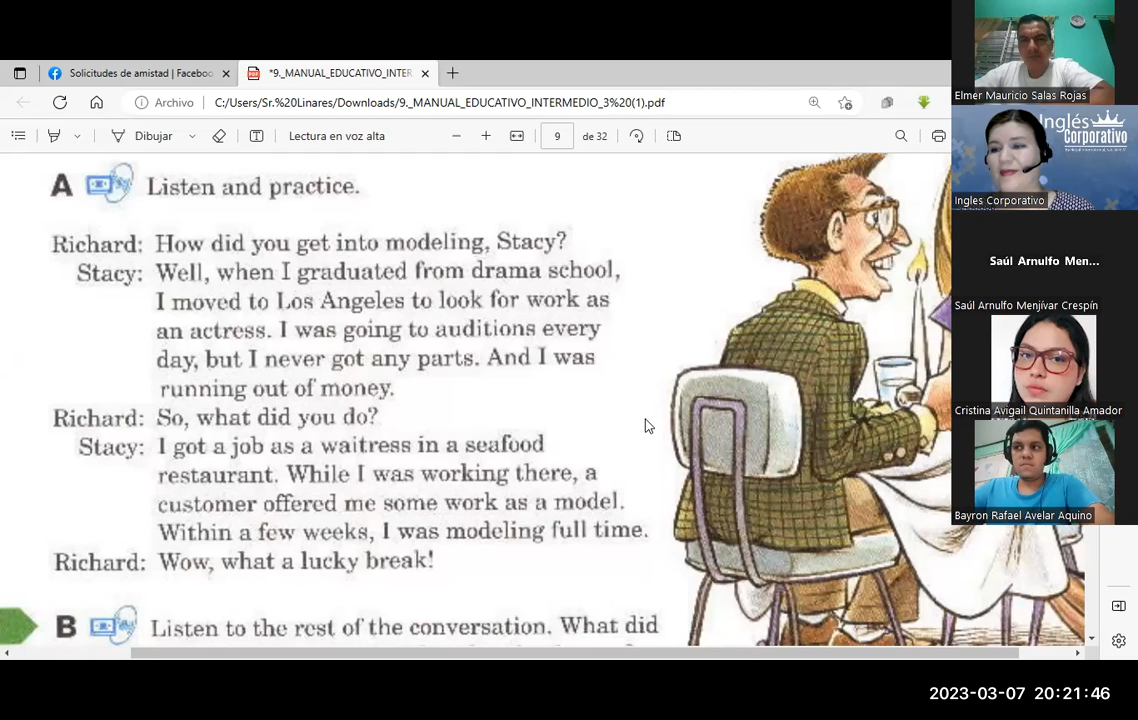 Solicitudes de amistad | Faceboo
*9._MANUAL_EDUCATIVO_INTER
Archivo
C:/Users/Sr.%20Linares/Downloads/9._MANUAL_EDUCATIVO_INTERMEDIO_3%20(1).pdf
Dibujar
Lectura en voz alta
9
de 32
A Listen and practice.
Richard: How did you get into modeling, Stacy?
Stacy: Well, when I graduated from drama school,
I moved to Los Angeles to look for work as
an actress. I was going to auditions every
day, but I never got any parts. And I was
running out of money.
Richard: So, what did you do?
Stacy: I got a job as a waitress in a seafood
restaurant. While I was working there, a
customer offered me some work as a model.
Within a few weeks, I was modeling full time.
Richard: Wow, what a lucky break!
B Listen to the rest of the conversation. What did
Elmer Mauricio Salas Rojas
Inglés
Corporativo
Ingles Corporativo
Saúl Arnulfo Men...
Saúl Arnulfo Menjívar Crespín
Cristina Avigail Quintanilla Amador
Bayron Rafael Avelar Aquino
2023-03-07 20:21:46